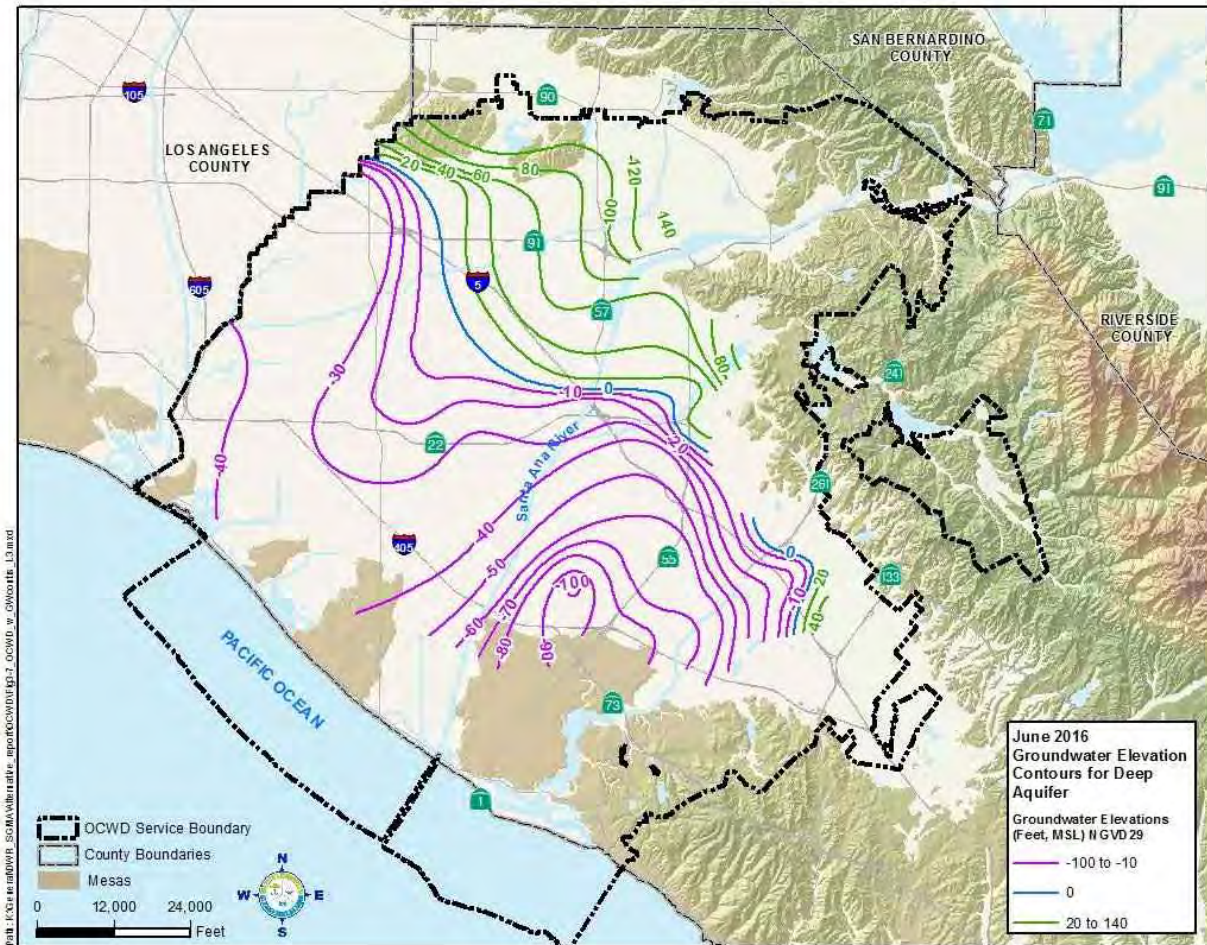 SAN BERNARDINO
COUNTY
105
90
71
LOS ANGELES
COUNTY
91
20
40
60
80
-120
-100
140
91
605
5
57
RIVERSIDE
COUNTY
241
80
-30
-10
0
-40
22
-20
Santa Ana River
261
-40
405
55
0
133
-50
20
-10
40
-100
-60
-70
-80
-90
PACIFIC OCEAN
73
1
June 2016
Groundwater Elevation
Contours for Deep
Aquifer
Groundwater Elevations
(Feet, MSL) NGVD29
-100 to -10
0
20 to 140
OCWD Service Boundary
County Boundaries
Mesas
0 12,000 24,000
Feet
N
W E
S